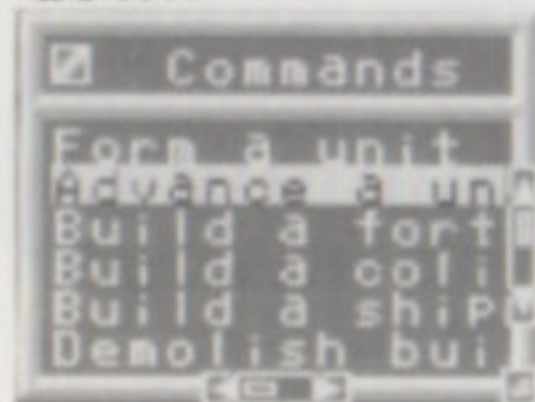 Commands
Form a unit
Advance a un
Build a fort
Build a coli
Build a ship
Demolish bui